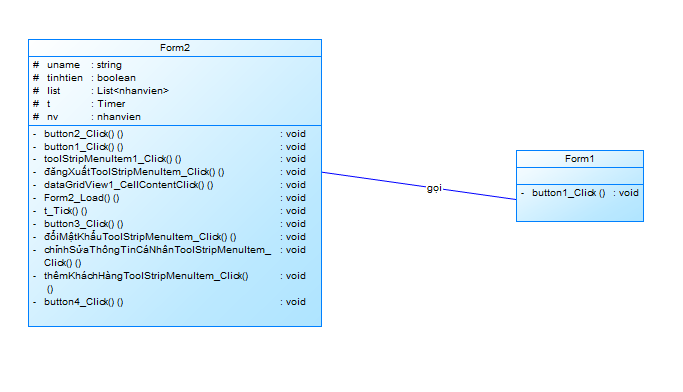 Form2
# uname : string
# tinhtien : boolean
# list : List<nhanvien>
# t : Timer
# nv : nhanvien
- button2_Click() () : void
- button1_Click() () : void
- toolStripMenuItem1_Click() () : void
- đăngXuấtToolStripMenuItem_Click() () : void
- dataGridView1_CellContentClick() () : void
- Form2_Load() () : void
- t_Tick() () : void
- button3_Click() () : void
- đổiMậtKhẩuToolStripMenuItem_Click() () : void
- chỉnhSửaThôngTinCáNhânToolStripMenuItem_ : void
Click() ()
- thêmKháchHàngToolStripMenuItem_Click() : void
()
- button4_Click() () : void
gọi
Form1
- button1_Click () : void